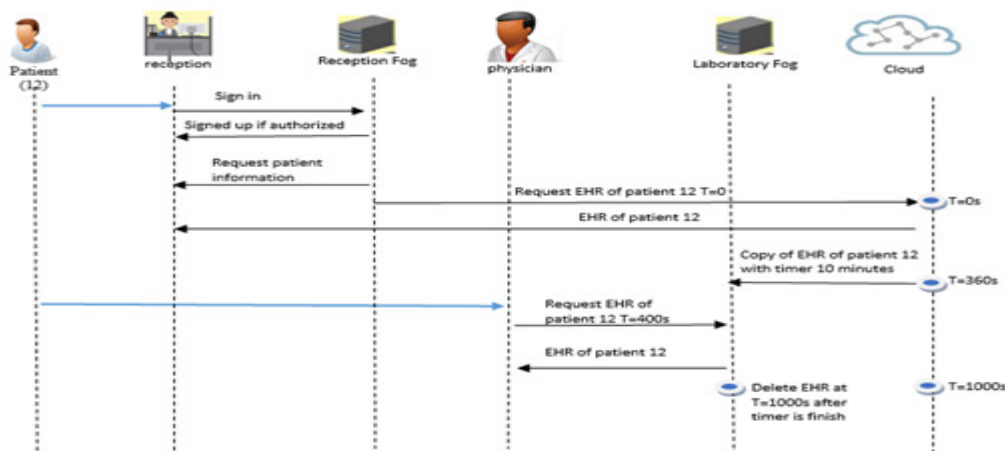 Patient
(12)
reception
Reception Fog
physician
Laboratory Fog
Cloud
Sign in
Signed up if authorized
Request patient
information
Request EHR of patient 12 T=0
T=0s
EHR of patient 12
Copy of EHR of patient 12
with timer 10 minutes
T=360s
Request EHR of
patient 12 T=400s
EHR of patient 12
Delete EHR at
T=1000s after
timer is finish
T=1000s